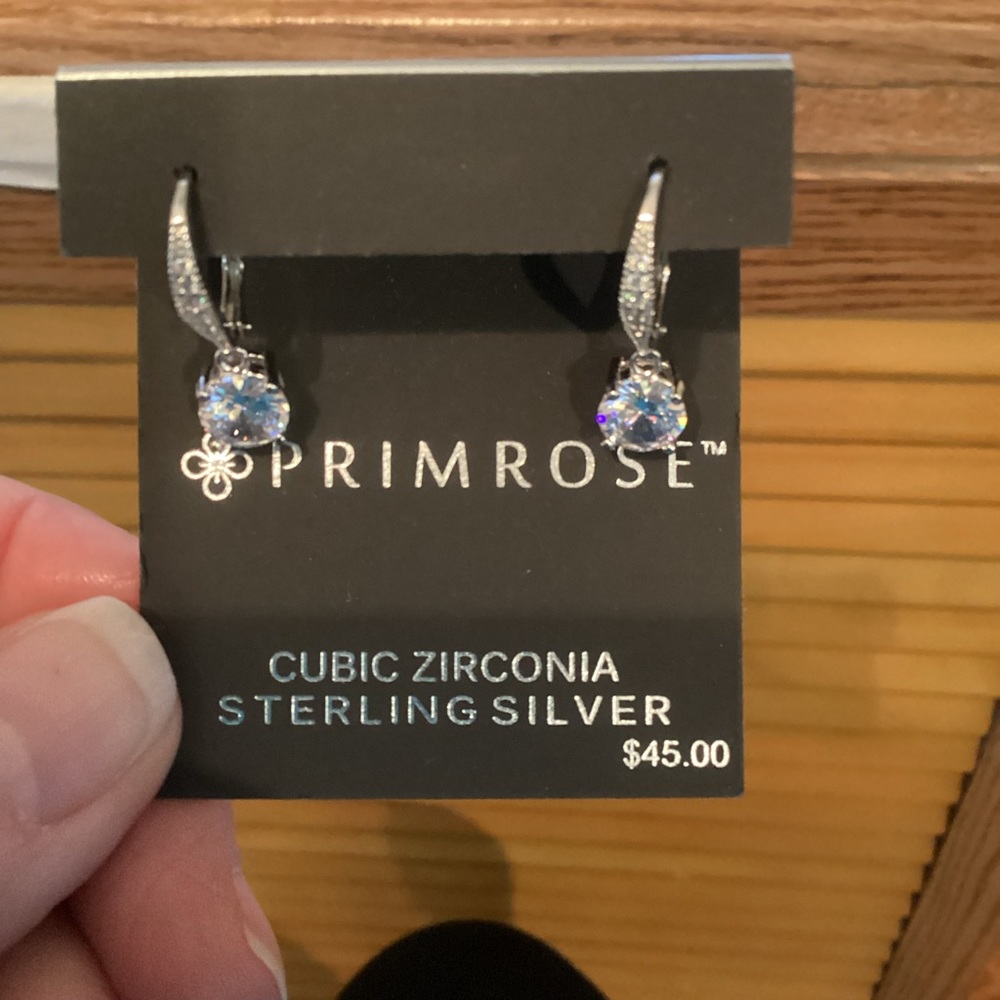 PRIMROSE™
CUBIC ZIRCONIA
STERLING SILVER
$45.00